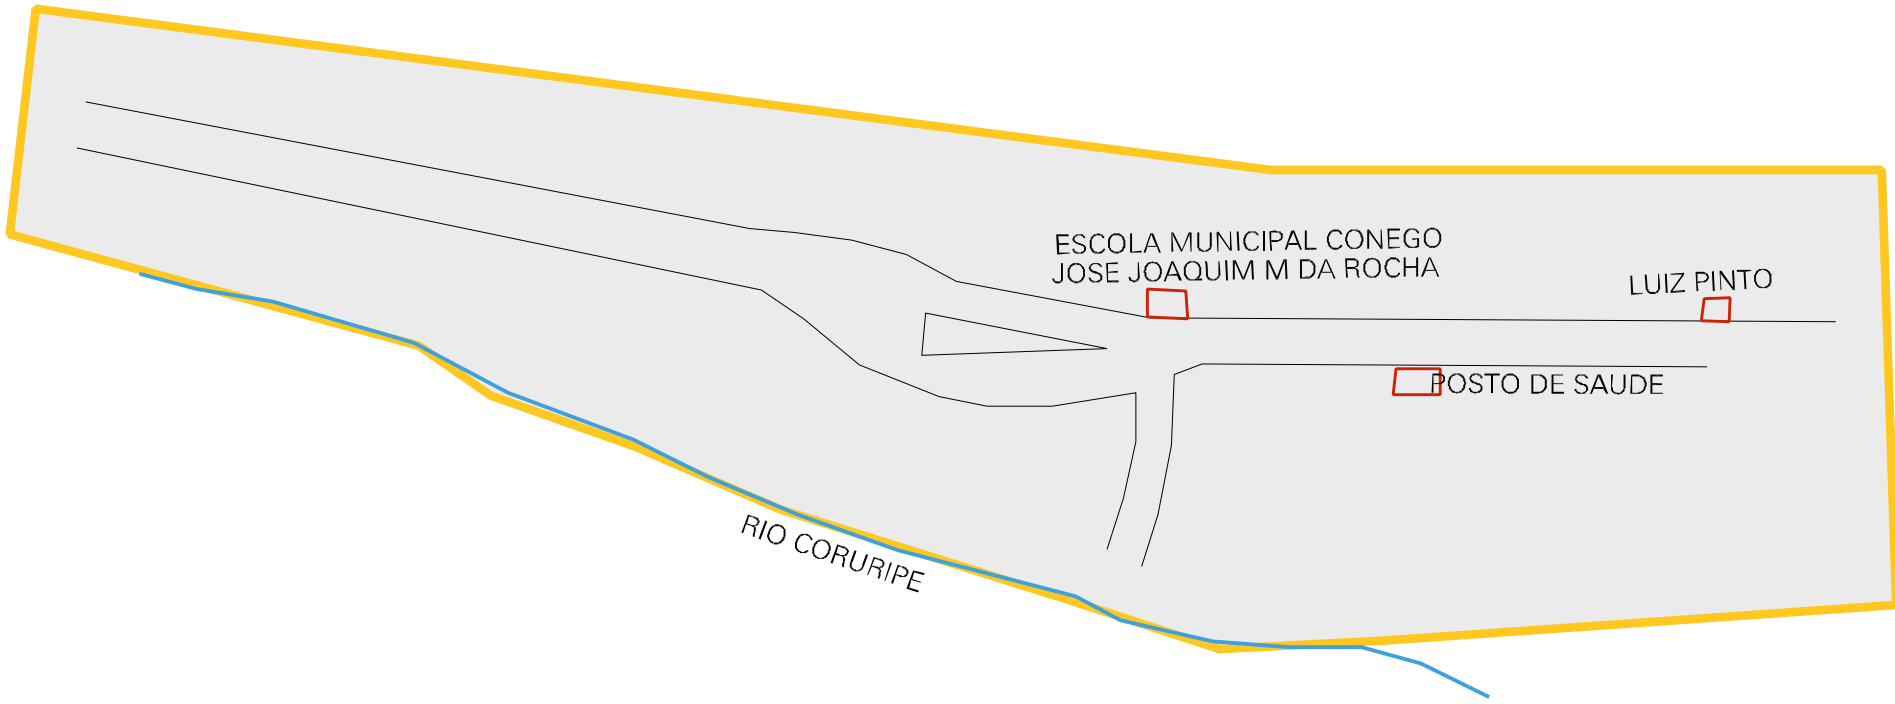 ESCOLA MUNICIPAL CONEGO
JOSE JOAQUIM M DA ROCHA
LUIZ PINTO
POSTO DE SAUDE
RIO CORURIPE